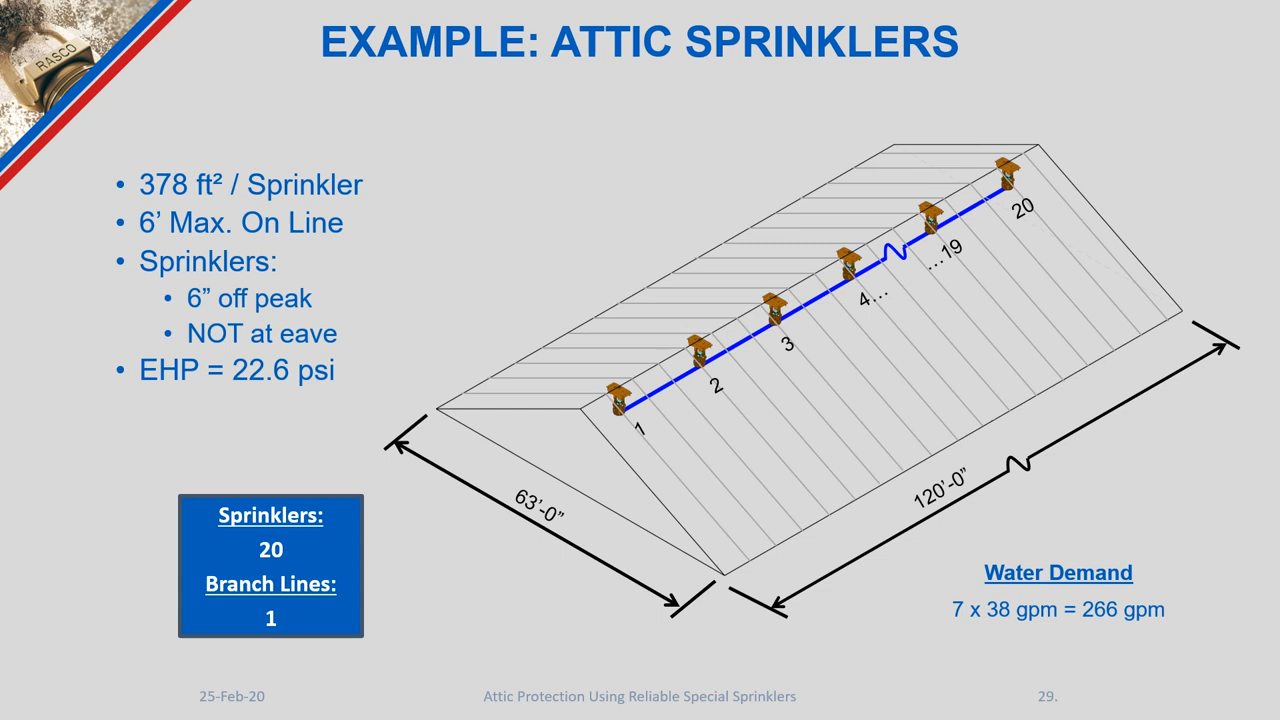 RASCO
EXAMPLE: ATTIC SPRINKLERS
• 378 ft² / Sprinkler
• 6’ Max. On Line
• Sprinklers:
• 6” off peak
• NOT at eave
• EHP = 22.6 psi
1
2
3
4…
…19
20
63’-0”
120’-0”
Sprinklers:
20
Branch Lines:
1
Water Demand
7 x 38 gpm = 266 gpm
25-Feb-20
Attic Protection Using Reliable Special Sprinklers
29.